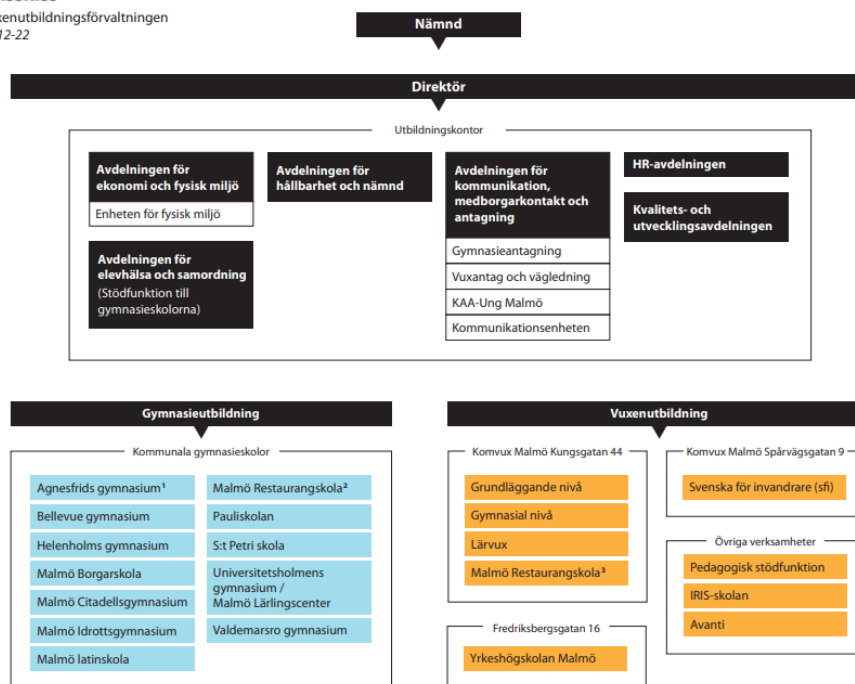 xenutbildningsförvaltningen
12-22
Nämnd
Direktör
Utbildningskontor
Avdelningen för
ekonomi och fysisk miljö
Enheten för fysisk miljö
Avdelningen för
elevhälsa och samordning
(Stödfunktion till
gymnasieskolorna)
Avdelningen för
hållbarhet och nämnd
Avdelningen för
kommunikation,
medborgarkontakt och
antagning
Gymnasieantagning
Vuxantag och vägledning
KAA-Ung Malmö
Kommunikationsenheten
HR-avdelningen
Kvalitets- och
utvecklingsavdelningen
Gymnasieutbildning
Kommunala gymnasieskolor
Agnesfrids gymnasium¹
Bellevue gymnasium
Helenholms gymnasium
Malmö Borgarskola
Malmö Citadellsgymnasium
Malmö Idrottsgymnasium
Malmö latinskola
Malmö Restaurangskola²
Pauliskolan
S:t Petri skola
Universitetsholmens
gymnasium /
Malmö Lärlingscenter
Valdemarsro gymnasium
Vuxenutbildning
Komvux Malmö Kungsgatan 44
Grundläggande nivå
Gymnasial nivå
Lärvux
Malmö Restaurangskola³
Fredriksbergsgatan 16
Yrkeshögskolan Malmö
Komvux Malmö Spårvägsgatan 9
Svenska för invandrare (sfi)
Övriga verksamheter
Pedagogisk stödfunktion
IRIS-skolan
Avanti